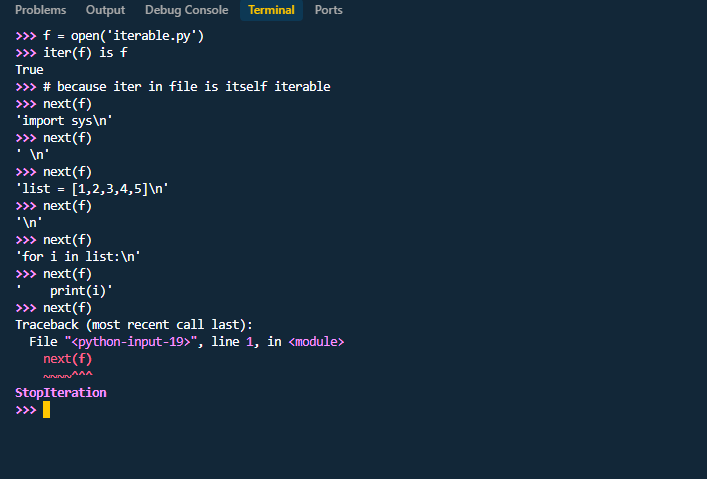 Problems Output Debug Console Terminal Ports
>>> f = open('iterable.py')
>>> iter(f) is f
True
>>> # because iter in file is itself iterable
>>> next(f)
'import sys\n'
>>> next(f)
' \n'
>>> next(f)
'list = [1,2,3,4,5]\n'
>>> next(f)
'\n'
>>> next(f)
'for i in list:\n'
>>> next(f)
'    print(i)'
>>> next(f)
Traceback (most recent call last):
  File "<python-input-19>", line 1, in <module>
    next(f)
    ~~~~^^^
StopIteration
>>>